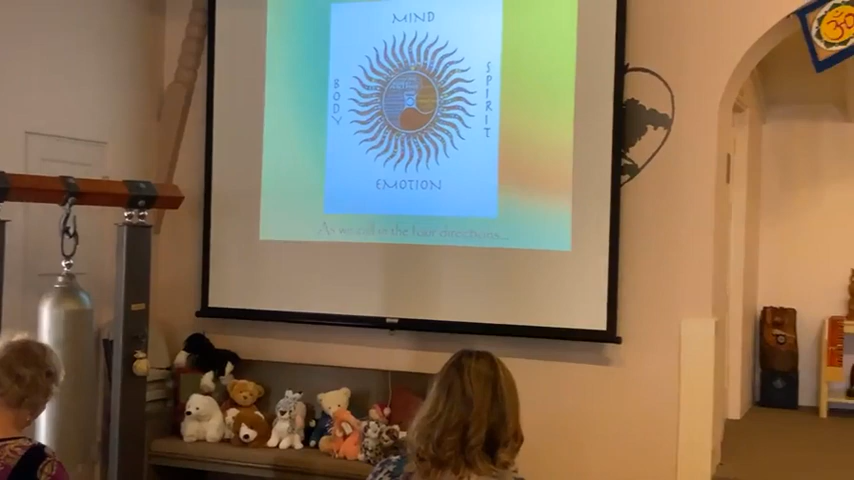 MIND
BODY
SPIRIT
EMOTION
As we call in the four directions...
ॐ